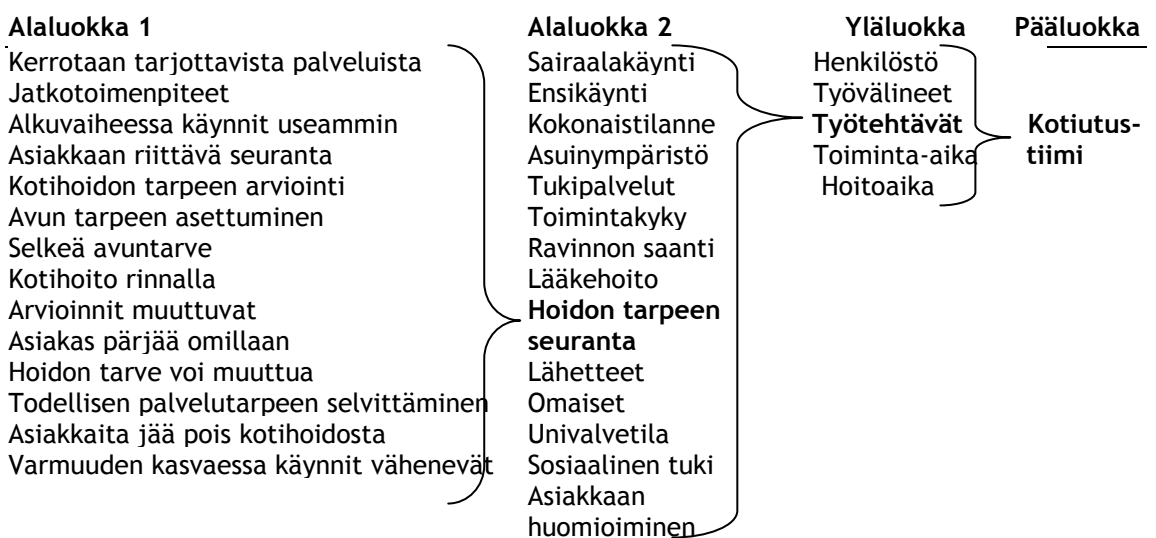 Alaluokka 1
Kerrotaan tarjottavista palveluista
Jatkotoimenpiteet
Alkuvaiheessa käynnit useammin
Asiakkaan riittävä seuranta
Kotihoidon tarpeen arviointi
Avun tarpeen asettuminen
Selkeä avuntarve
Kotihoito rinnalla
Arvioinnit muuttuvat
Asiakas pärjää omillaan
Hoidon tarve voi muuttua
Todellisen palvelutarpeen selvittäminen
Asiakkaita jää pois kotihoidosta
Varmuuden kasvaessa käynnit vähenevät
Alaluokka 2
Sairaalakäynti
Ensikäynti
Kokonaistilanne
Asuinympäristö
Tukipalvelut
Toimintakyky
Ravinnon saanti
Lääkehoito
Hoidon tarpeen
seuranta
Lähetteet
Omaiset
Univalvetila
Sosiaalinen tuki
Asiakkaan
huomioiminen
Yläluokka
Henkilöstö
Työvälineet
Työtehtävät
Toiminta-aika
Hoitoaika
Pääluokka
Kotiutus-
tiimi